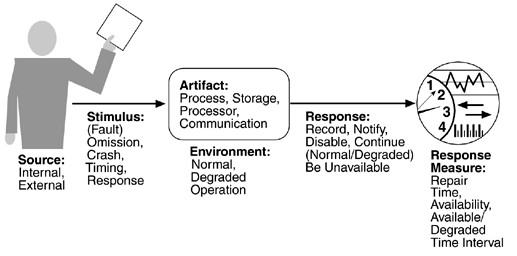 Source:
Internal,
External
Stimulus:
(Fault)
Omission,
Crash,
Timing,
Response
Artifact:
Process, Storage,
Processor,
Communication
Environment:
Normal,
Degraded
Operation
Response:
Record, Notify,
Disable, Continue
(Normal/Degraded)
Be Unavailable
1
2
3
4
Response
Measure:
Repair
Time,
Availability,
Available/
Degraded
Time Interval